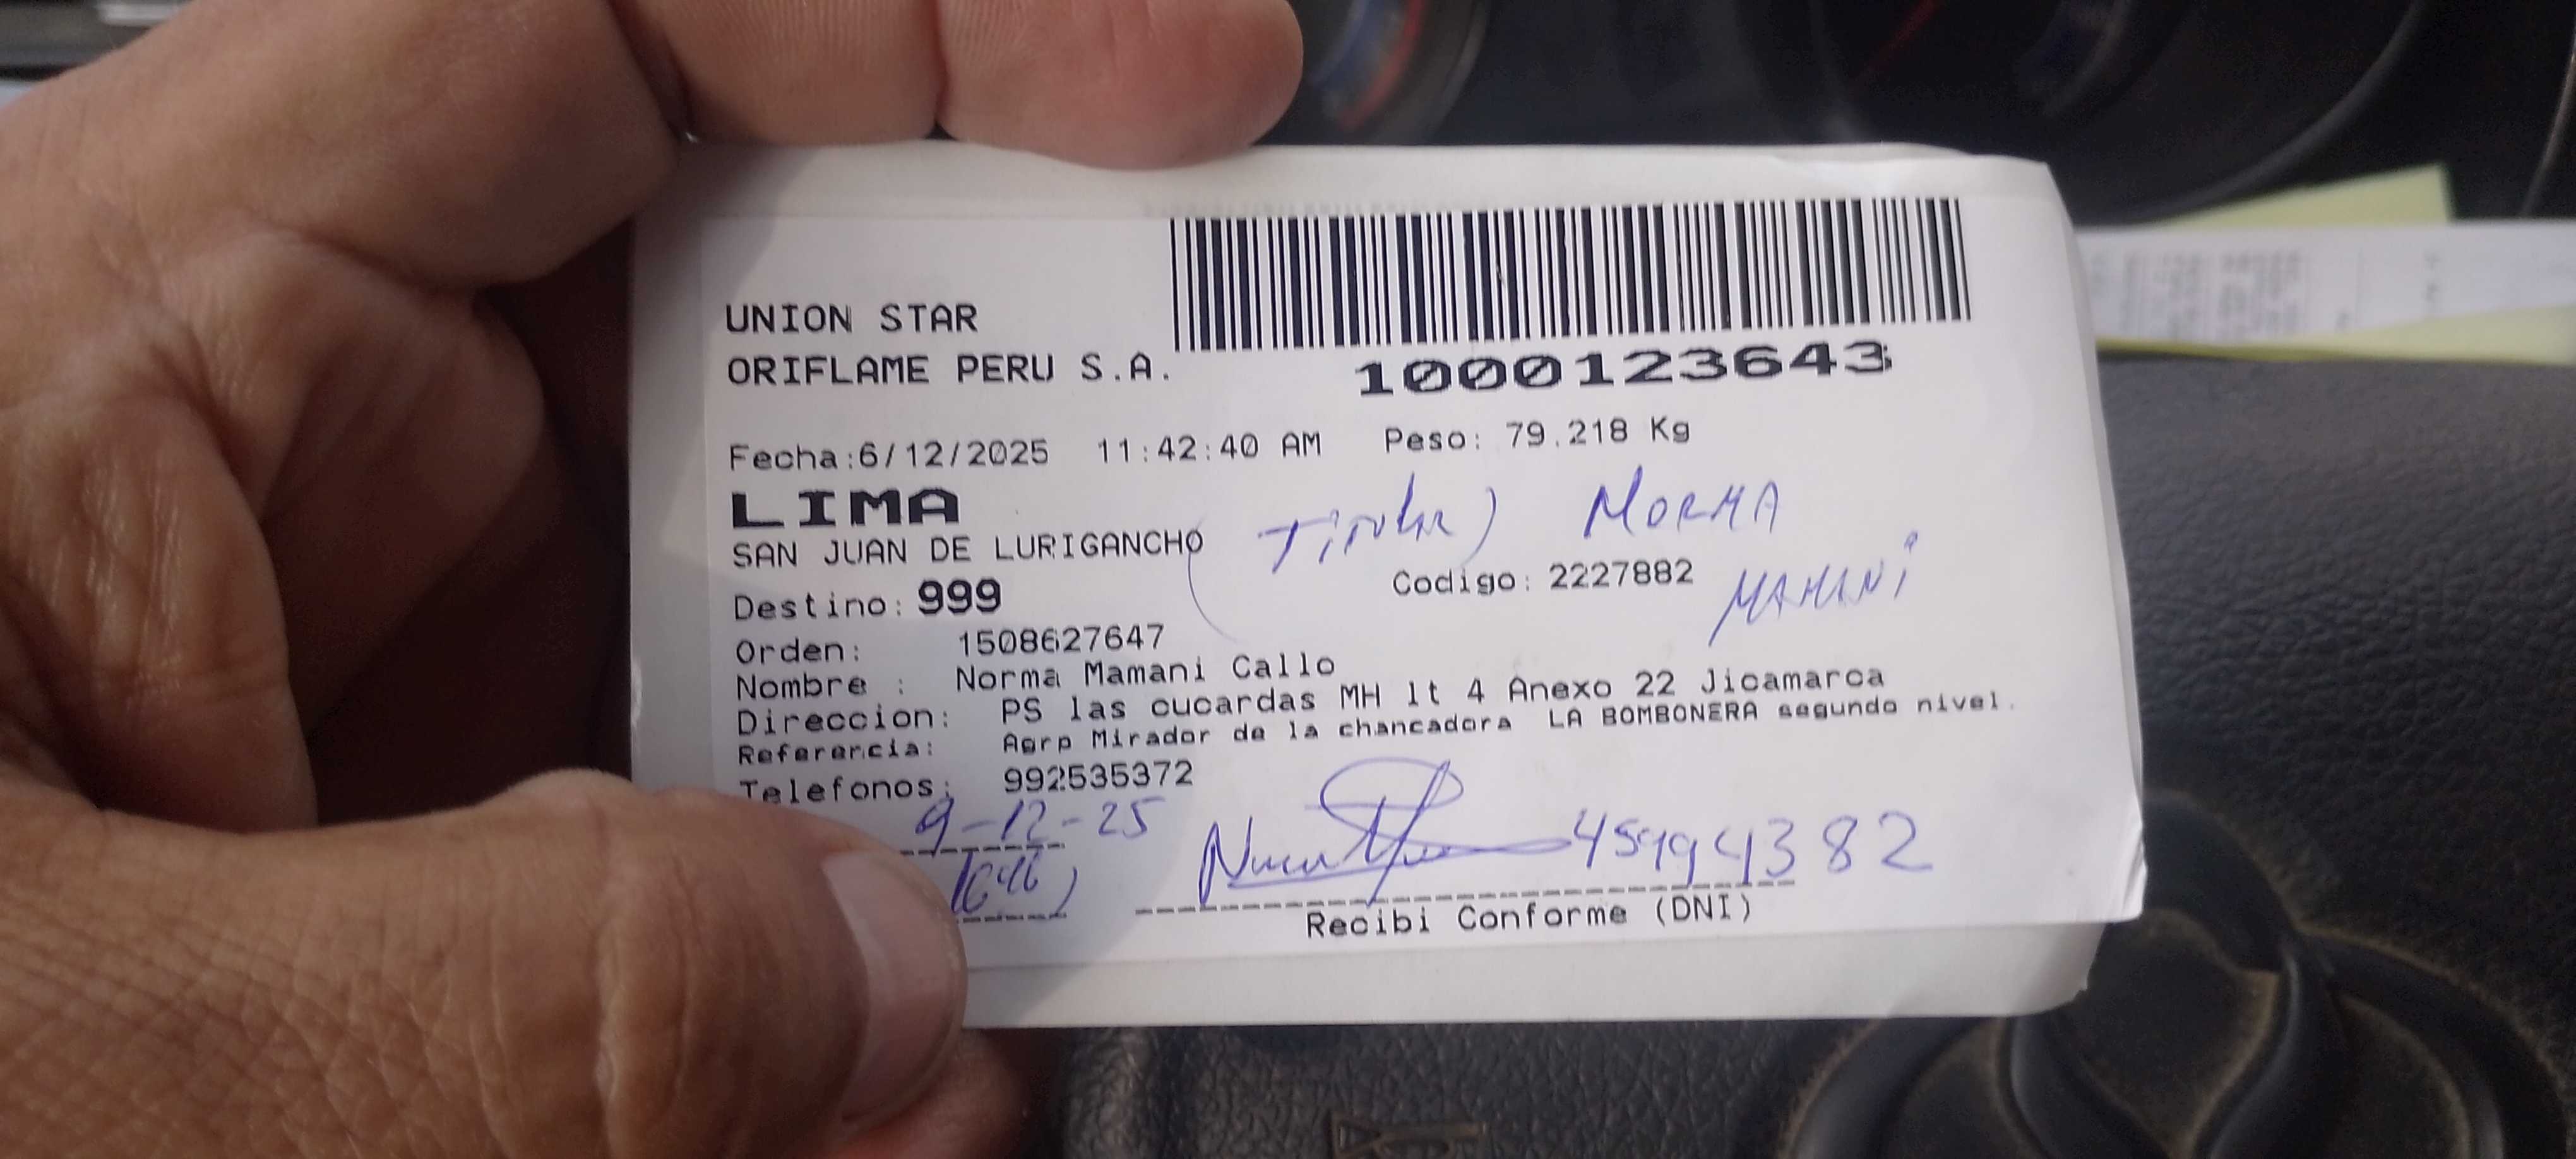 UNION STAR
ORIFLAME PERU S.A.
1000123643
Fecha:6/12/2025 11:42:40 AM Peso: 79.218 Kg
LIMA
(Titular) NORMA
SAN JUAN DE LURIGANCHO
MAMANI
Destino: 999 Codigo: 2227882
Orden: 1508627647
Nombre : Norma Mamani Callo
Direccion: PS las cucardas MH lt 4 Anexo 22 Jicamarca
Referencia: Agrp Mirador de la chancadora LA BOMBONERA segundo nivel.
Telefonos: 992535372
9-12-25
Recibi Conforme (DNI)